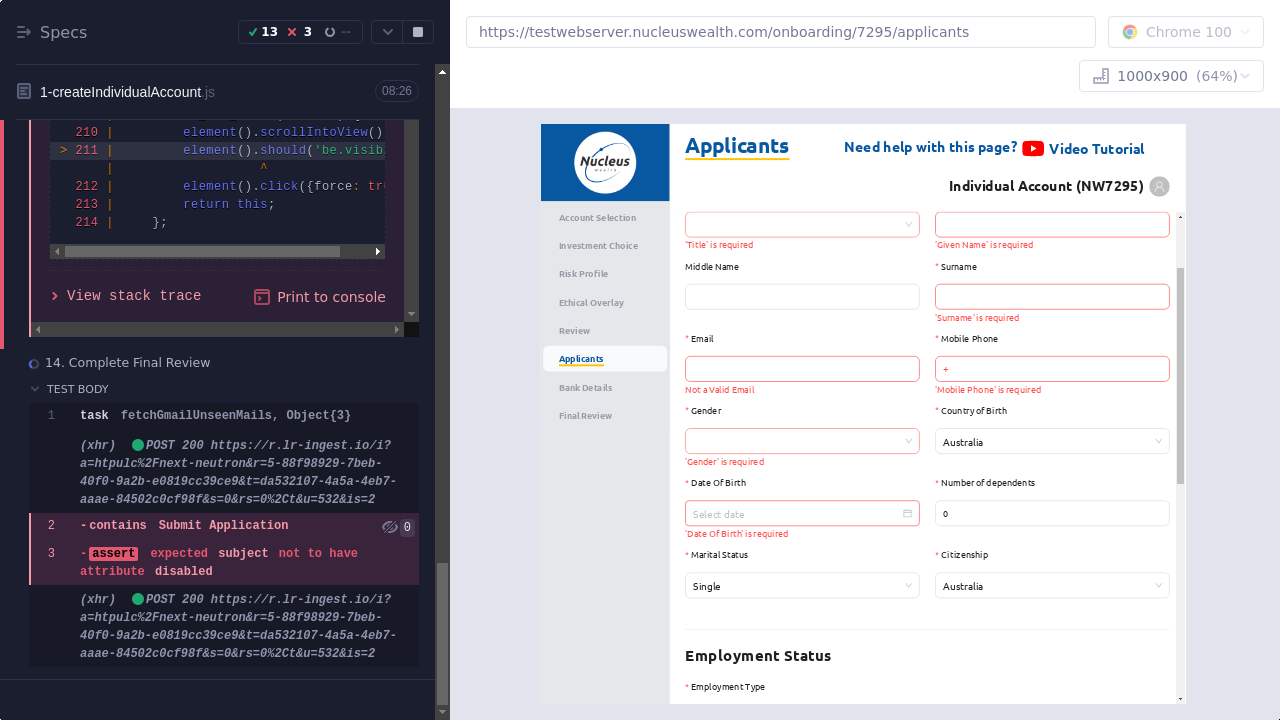 Specs
13
3
--
1-createIndividualAccount.js
08:26
210 | element().scrollIntoView()
> 211 | element().should('be.visib
| ^
212 | element().click({force: tru
213 | return this;
214 | };
View stack trace
Print to console
14. Complete Final Review
TEST BODY
1 task fetchGmailUnseenMails, Object{3}
(xhr) POST 200 https://r.lr-ingest.io/i?
a=htpulc%2Fnext-neutron&r=5-88f98929-7beb-
40f0-9a2b-e0819cc39ce9&t=da532107-4a5a-4eb7-
aaae-84502c0cf98f&s=0&rs=0%2Ct&u=532&is=2
2 -contains Submit Application 0
3 -assert expected subject not to have
attribute disabled
(xhr) POST 200 https://r.lr-ingest.io/i?
a=htpulc%2Fnext-neutron&r=5-88f98929-7beb-
40f0-9a2b-e0819cc39ce9&t=da532107-4a5a-4eb7-
aaae-84502c0cf98f&s=0&rs=0%2Ct&u=532&is=2
https://testwebserver.nucleuswealth.com/onboarding/7295/applicants
Chrome 100
1000x900 (64%)
Nucleus
Wealth
Applicants
Need help with this page?
Video Tutorial
Individual Account (NW7295)
Account Selection
Investment Choice
Risk Profile
Ethical Overlay
Review
Applicants
Bank Details
Final Review
'Title' is required
'Given Name' is required
Middle Name
* Surname
'Surname' is required
* Email
* Mobile Phone
+
Not a Valid Email
'Mobile Phone' is required
* Gender
* Country of Birth
Australia
'Gender' is required
* Date Of Birth
* Number of dependents
Select date
0
'Date Of Birth' is required
* Marital Status
* Citizenship
Single
Australia
Employment Status
* Employment Type